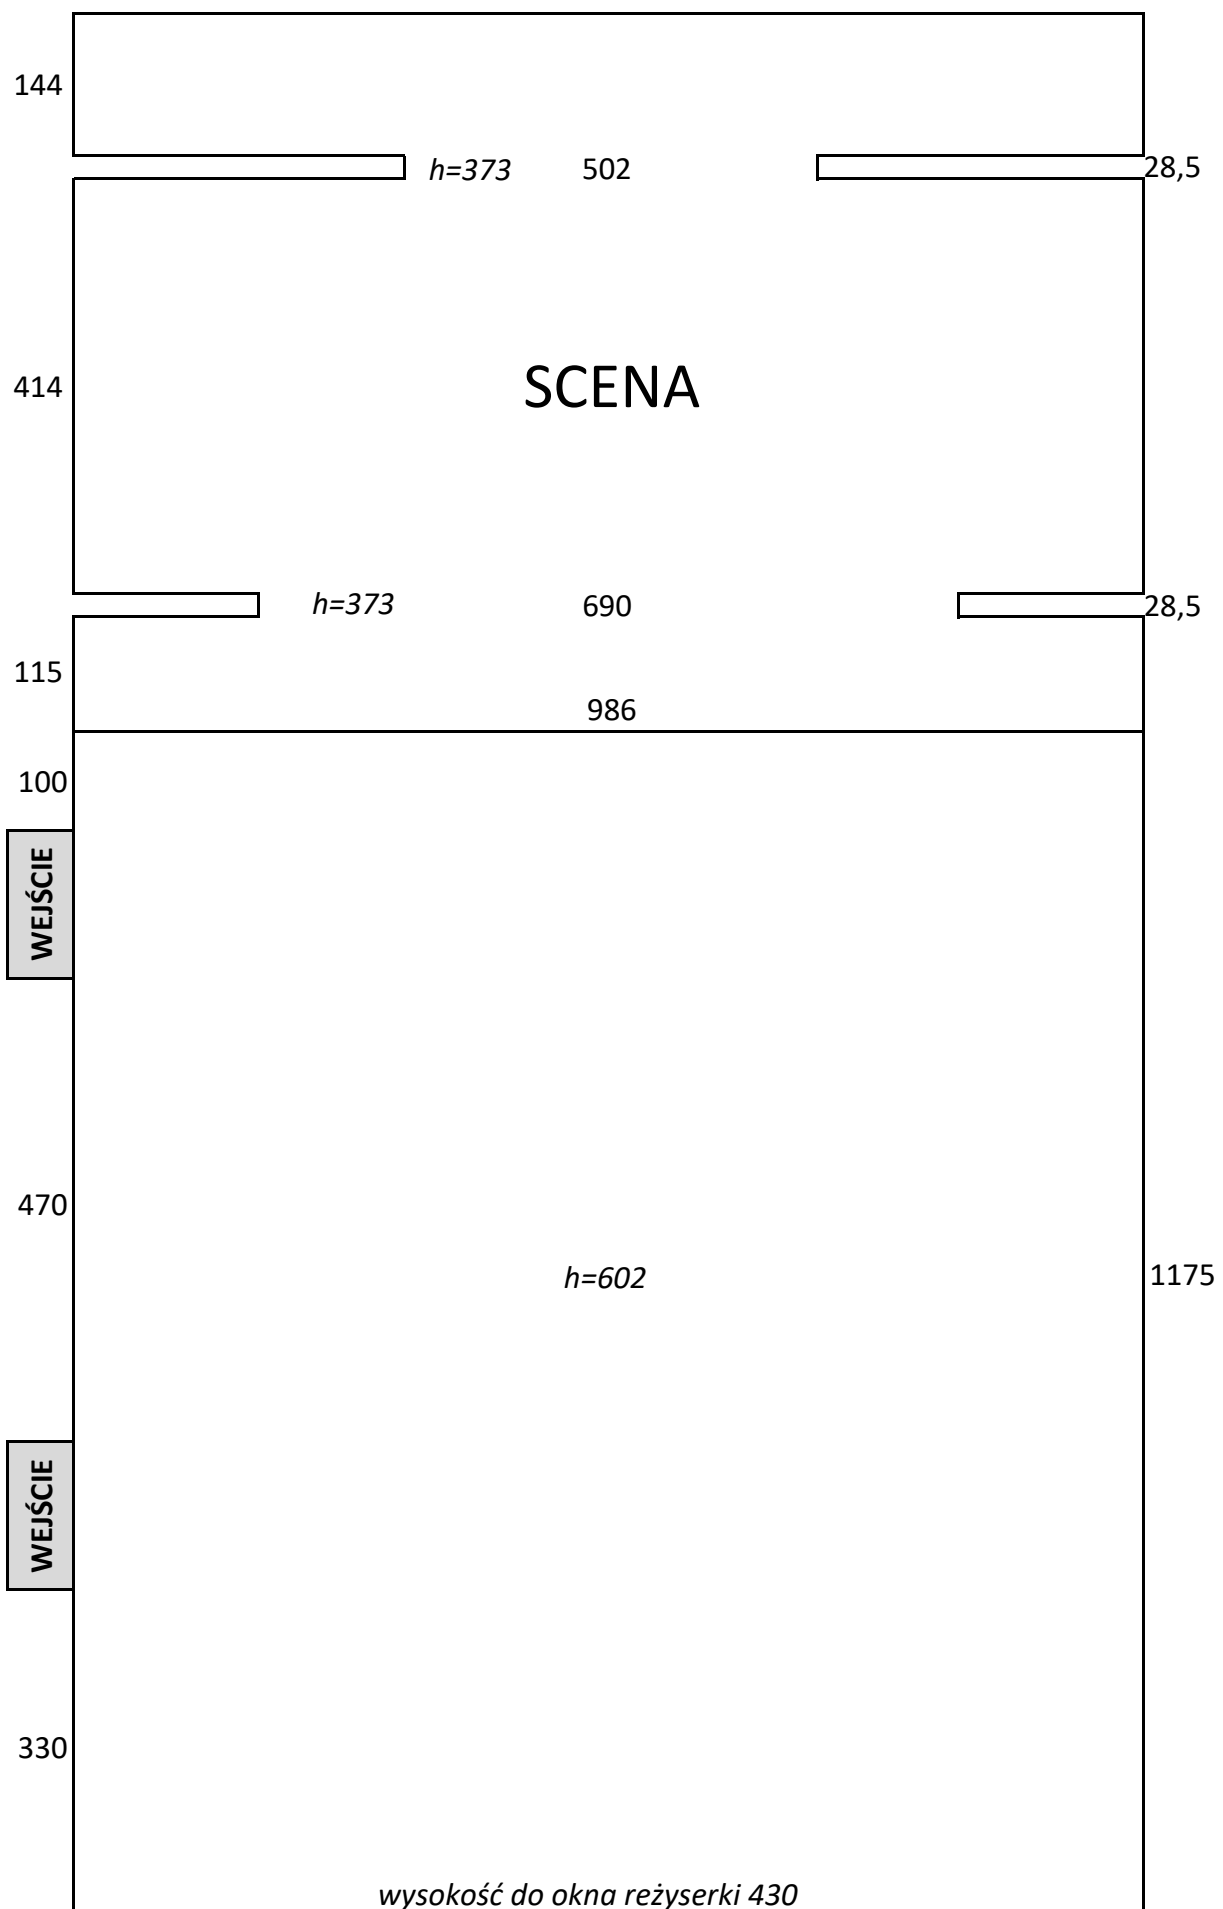 144
h=373 502 28,5
414 SCENA
h=373 690 28,5
115
986
100
WEJŚCIE
470
h=602 1175
WEJŚCIE
330
wysokość do okna reżyserki 430